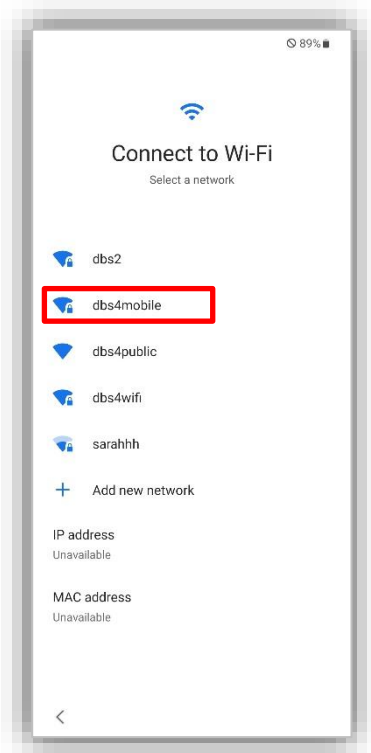 89%
Connect to Wi-Fi
Select a network
dbs2
dbs4mobile
dbs4public
dbs4wifi
sarahhh
Add new network
IP address
Unavailable
MAC address
Unavailable